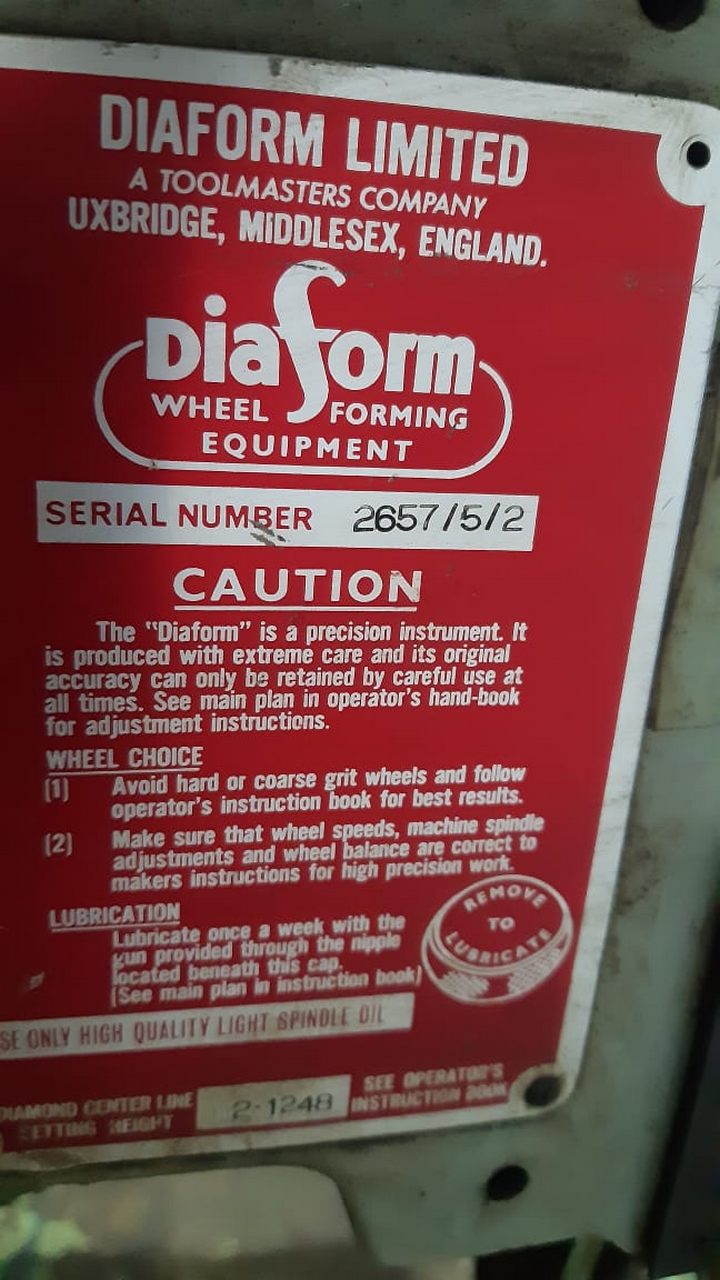 DIAFORM LIMITED
A TOOLMASTERS COMPANY
UXBRIDGE, MIDDLESEX, ENGLAND.
Diaform
WHEEL FORMING
EQUIPMENT
SERIAL NUMBER 2657/5/2
CAUTION
The "Diaform" is a precision instrument. It
is produced with extreme care and its original
accuracy can only be retained by careful use at
all times. See main plan in operator's hand-book
for adjustment instructions.
WHEEL CHOICE
(1) Avoid hard or coarse grit wheels and follow
operator's instruction book for best results.
(2) Make sure that wheel speeds, machine spindle
adjustments and wheel balance are correct to
makers instructions for high precision work.
LUBRICATION
Lubricate once a week with the
gun provided through the nipple
located beneath this cap.
(See main plan in instruction book)
REMOVE
TO
LUBRICATE
SE ONLY HIGH QUALITY LIGHT SPINDLE OIL
DIAMOND CENTER LINE
SETTING HEIGHT
2·1248
SEE OPERATOR'S
INSTRUCTION BOOK